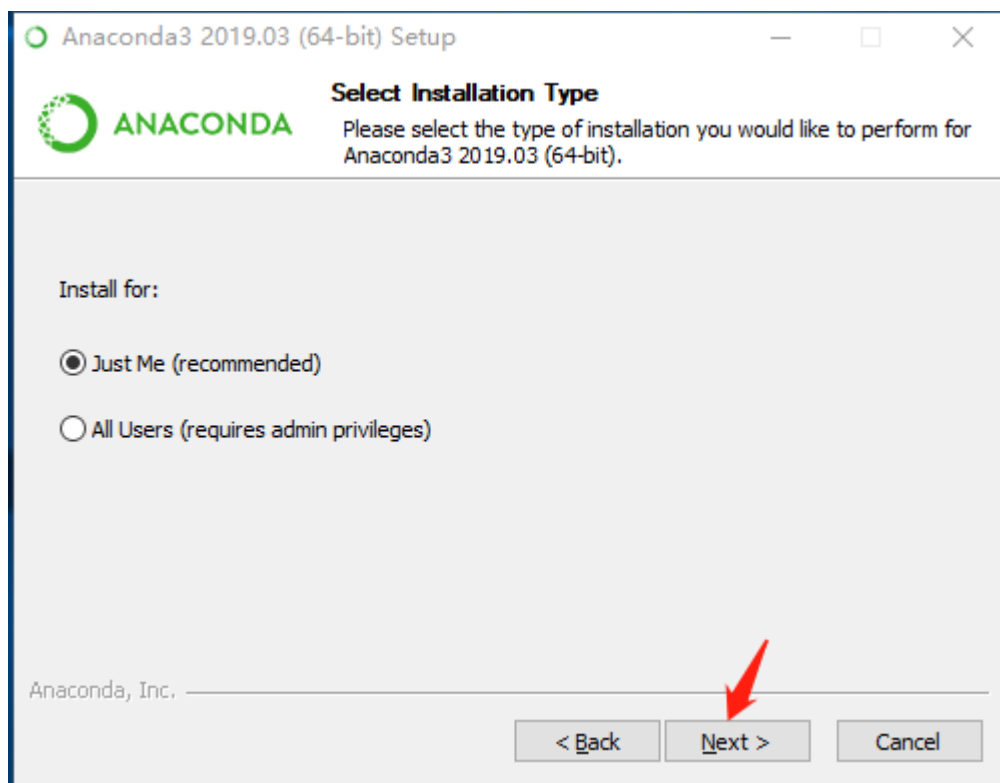 Anaconda3 2019.03 (64-bit) Setup
ANACONDA
Select Installation Type
Please select the type of installation you would like to perform for
Anaconda3 2019.03 (64-bit).
Install for:
Just Me (recommended)
All Users (requires admin privileges)
Anaconda, Inc.
< Back
Next >
Cancel